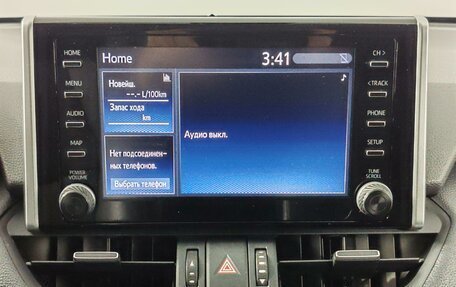 Home 3:41
HOME
MENU
AUDIO
MAP
POWER
VOLUME
Новейш.
--.- L/100km
Запас хода
km
Нет подсоединен-
ных телефонов.
Выбрать телефон
Аудио выкл.
CH >
< TRACK
PHONE
SETUP
TUNE
SCROLL